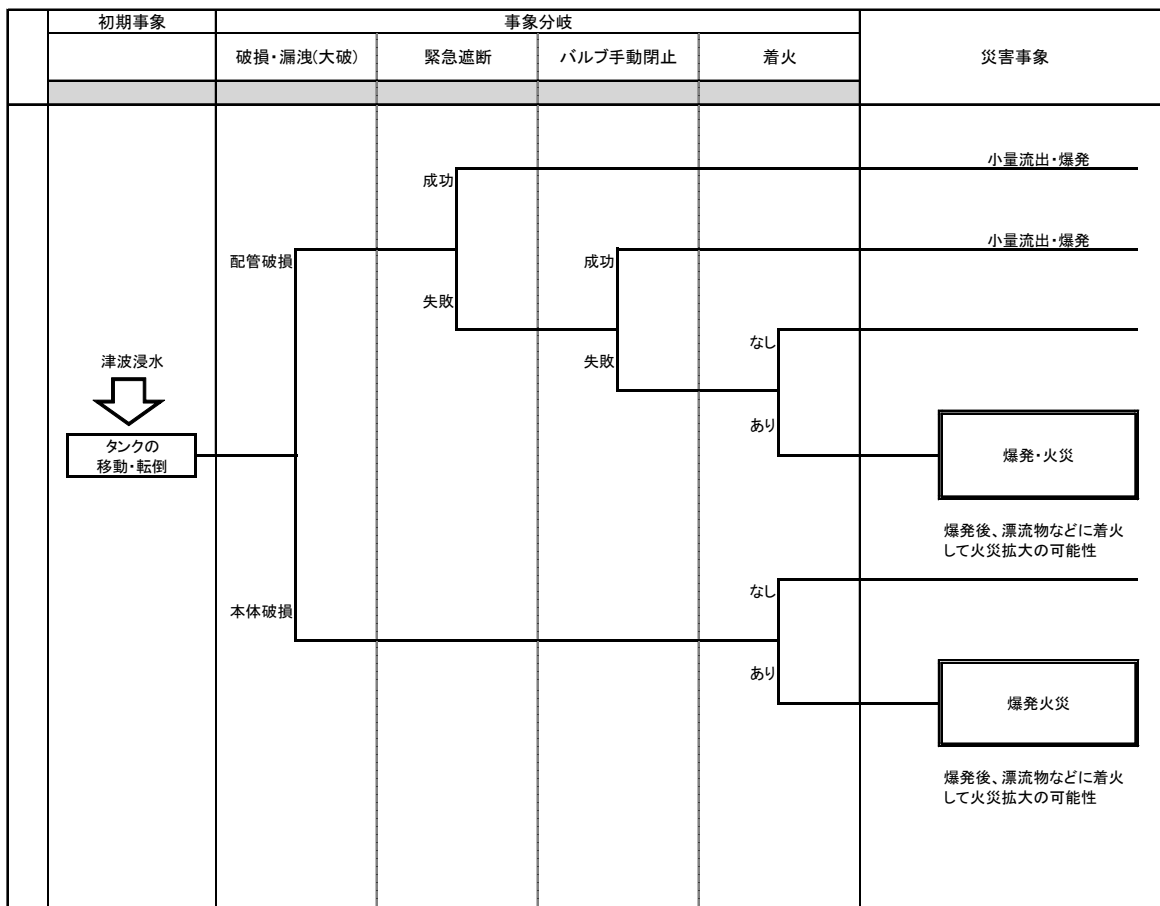 初期事象
事象分岐
破損・漏洩(大破)
緊急遮断
バルブ手動閉止
着火
災害事象
小量流出・爆発
成功
小量流出・爆発
配管破損
成功
失敗
なし
津波浸水
失敗
あり
タンクの
移動・転倒
爆発・火災
爆発後、漂流物などに着火
して火災拡大の可能性
なし
本体破損
あり
爆発火災
爆発後、漂流物などに着火
して火災拡大の可能性